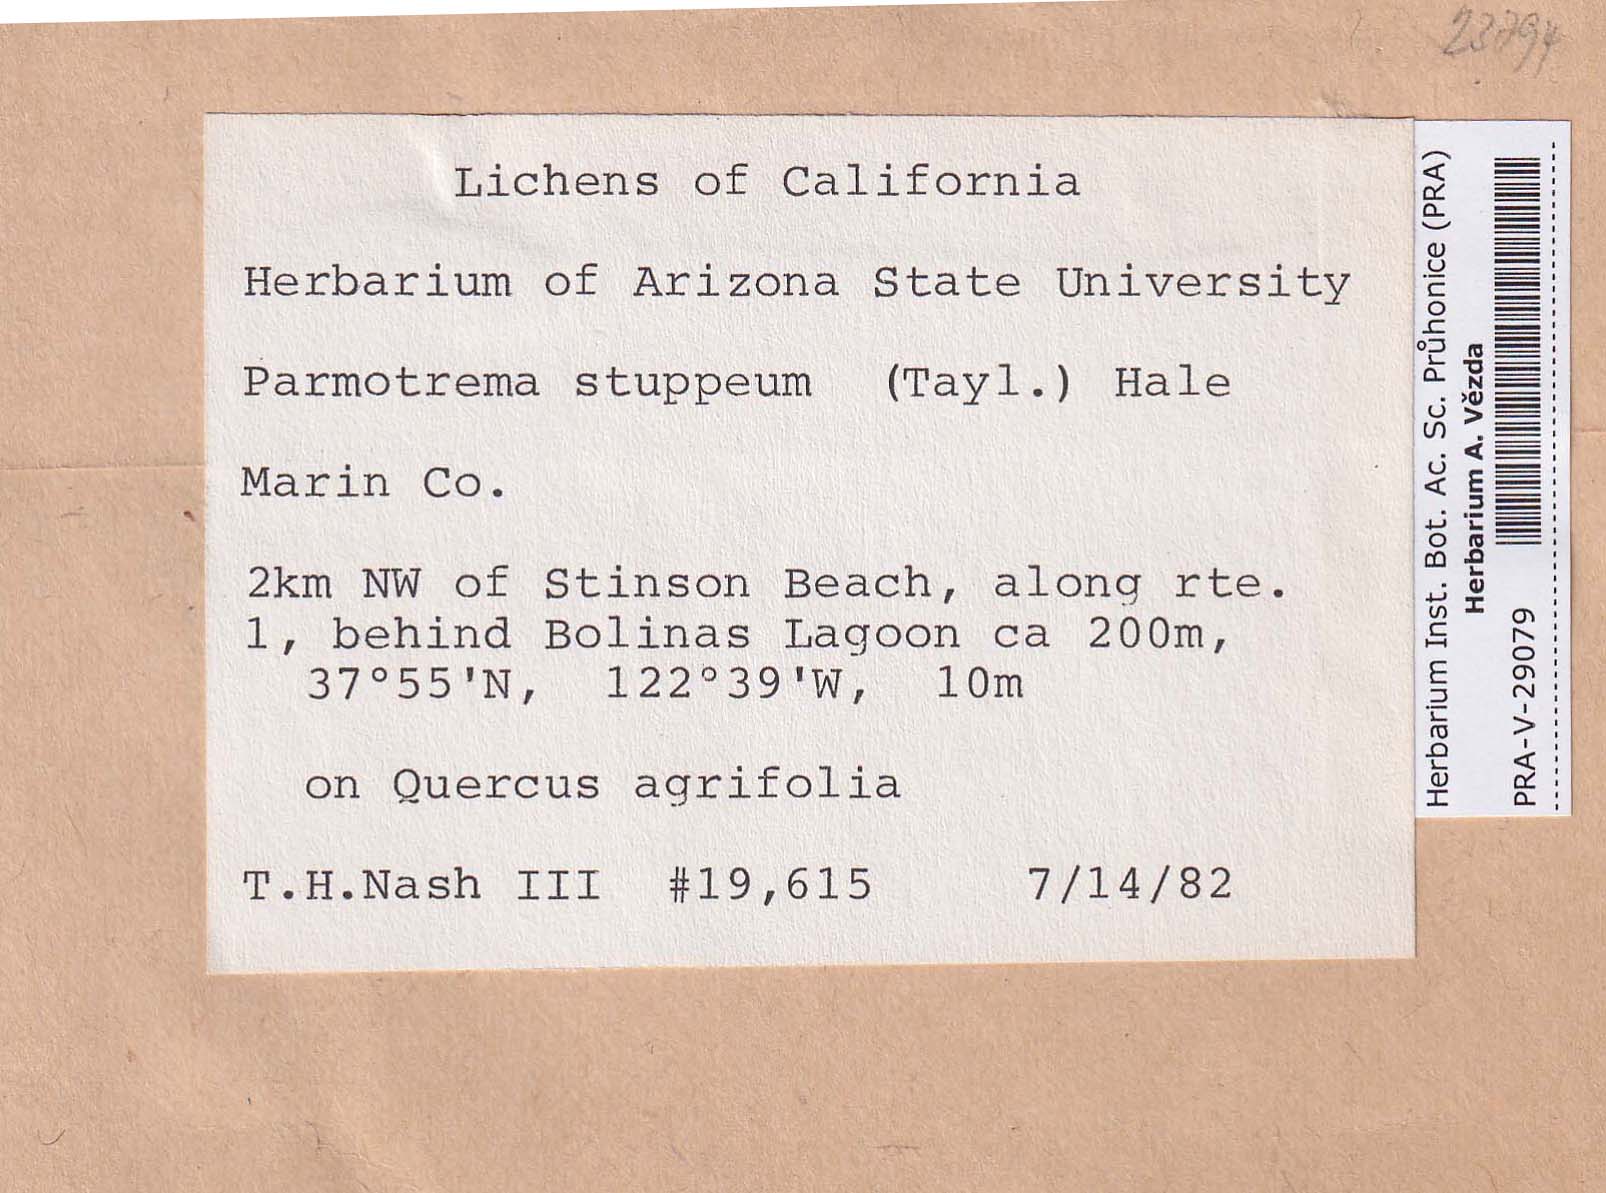 Lichens of California
Herbarium of Arizona State University
Parmotrema stuppeum (Tayl.) Hale
Marin Co.
2km NW of Stinson Beach, along rte.
1, behind Bolinas Lagoon ca 200m,
37°55'N, 122°39'W, 10m
on Quercus agrifolia
T.H.Nash III #19,615 7/14/82
Herbarium Inst. Bot. Ac. Sc. Průhonice (PRA)
Herbarium A. Vězda
PRA-V-29079